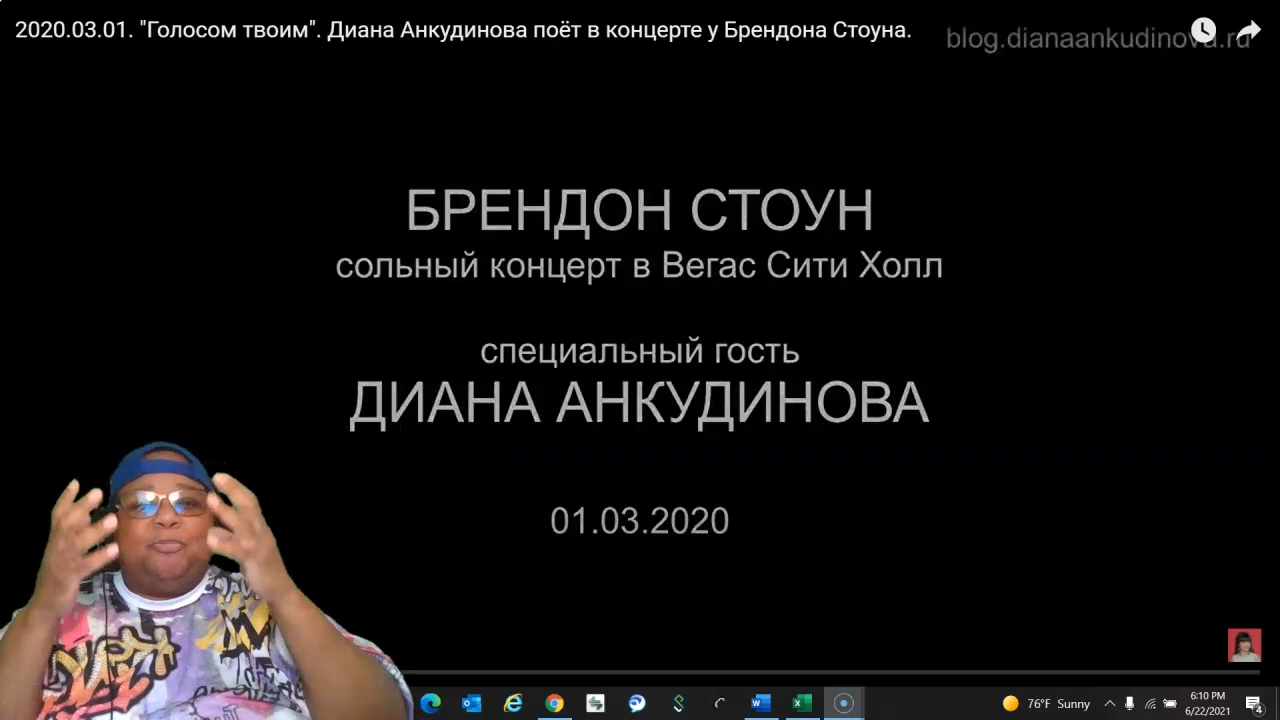 2020.03.01. "Голосом твоим". Диана Анкудинова поёт в концерте у Брендона Стоуна.
blog.dianaankudinova.ru
БРЕНДОН СТОУН
сольный концерт в Вегас Сити Холл
специальный гость
ДИАНА АНКУДИНОВА
01.03.2020
76°F Sunny
6:10 PM
6/22/2021
4